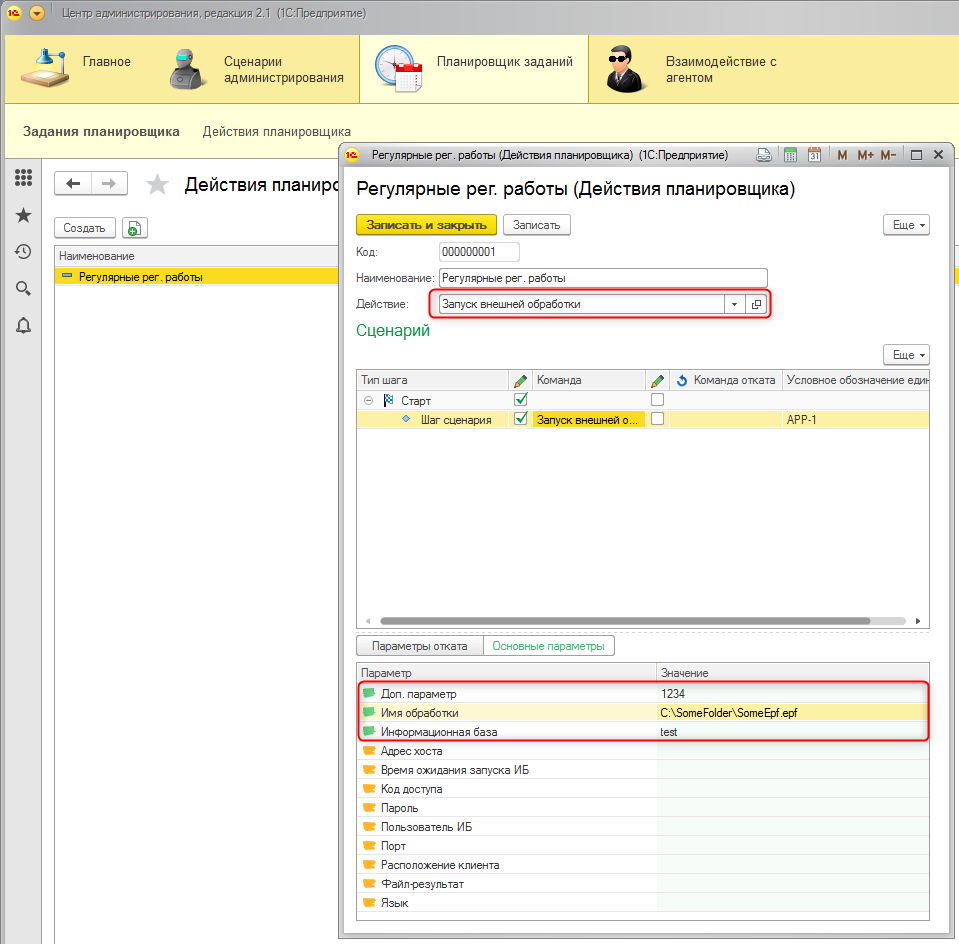 Центр администрирования, редакция 2.1 (1С:Предприятие)
Главное
Сценарии
администрирования
Планировщик заданий
Взаимодействие с
агентом
Задания планировщика
Действия планировщика
Действия планиро
Создать
Наименование
Регулярные рег. работы
Регулярные рег. работы (Действия планировщика) (1С:Предприятие)
31
M M+ M-
Регулярные рег. работы (Действия планировщика)
Записать и закрыть
Записать
Еще
Код: 000000001
Наименование: Регулярные рег. работы
Действие: Запуск внешней обработки
Сценарий
Еще
Тип шага Команда Команда отката Условное обозначение един
Старт
Шаг сценария Запуск внешней о... APP-1
Параметры отката Основные параметры
Параметр Значение
Доп. параметр 1234
Имя обработки C:\SomeFolder\SomeEpf.epf
Информационная база test
Адрес хоста
Время ожидания запуска ИБ
Код доступа
Пароль
Пользователь ИБ
Порт
Расположение клиента
Файл-результат
Язык